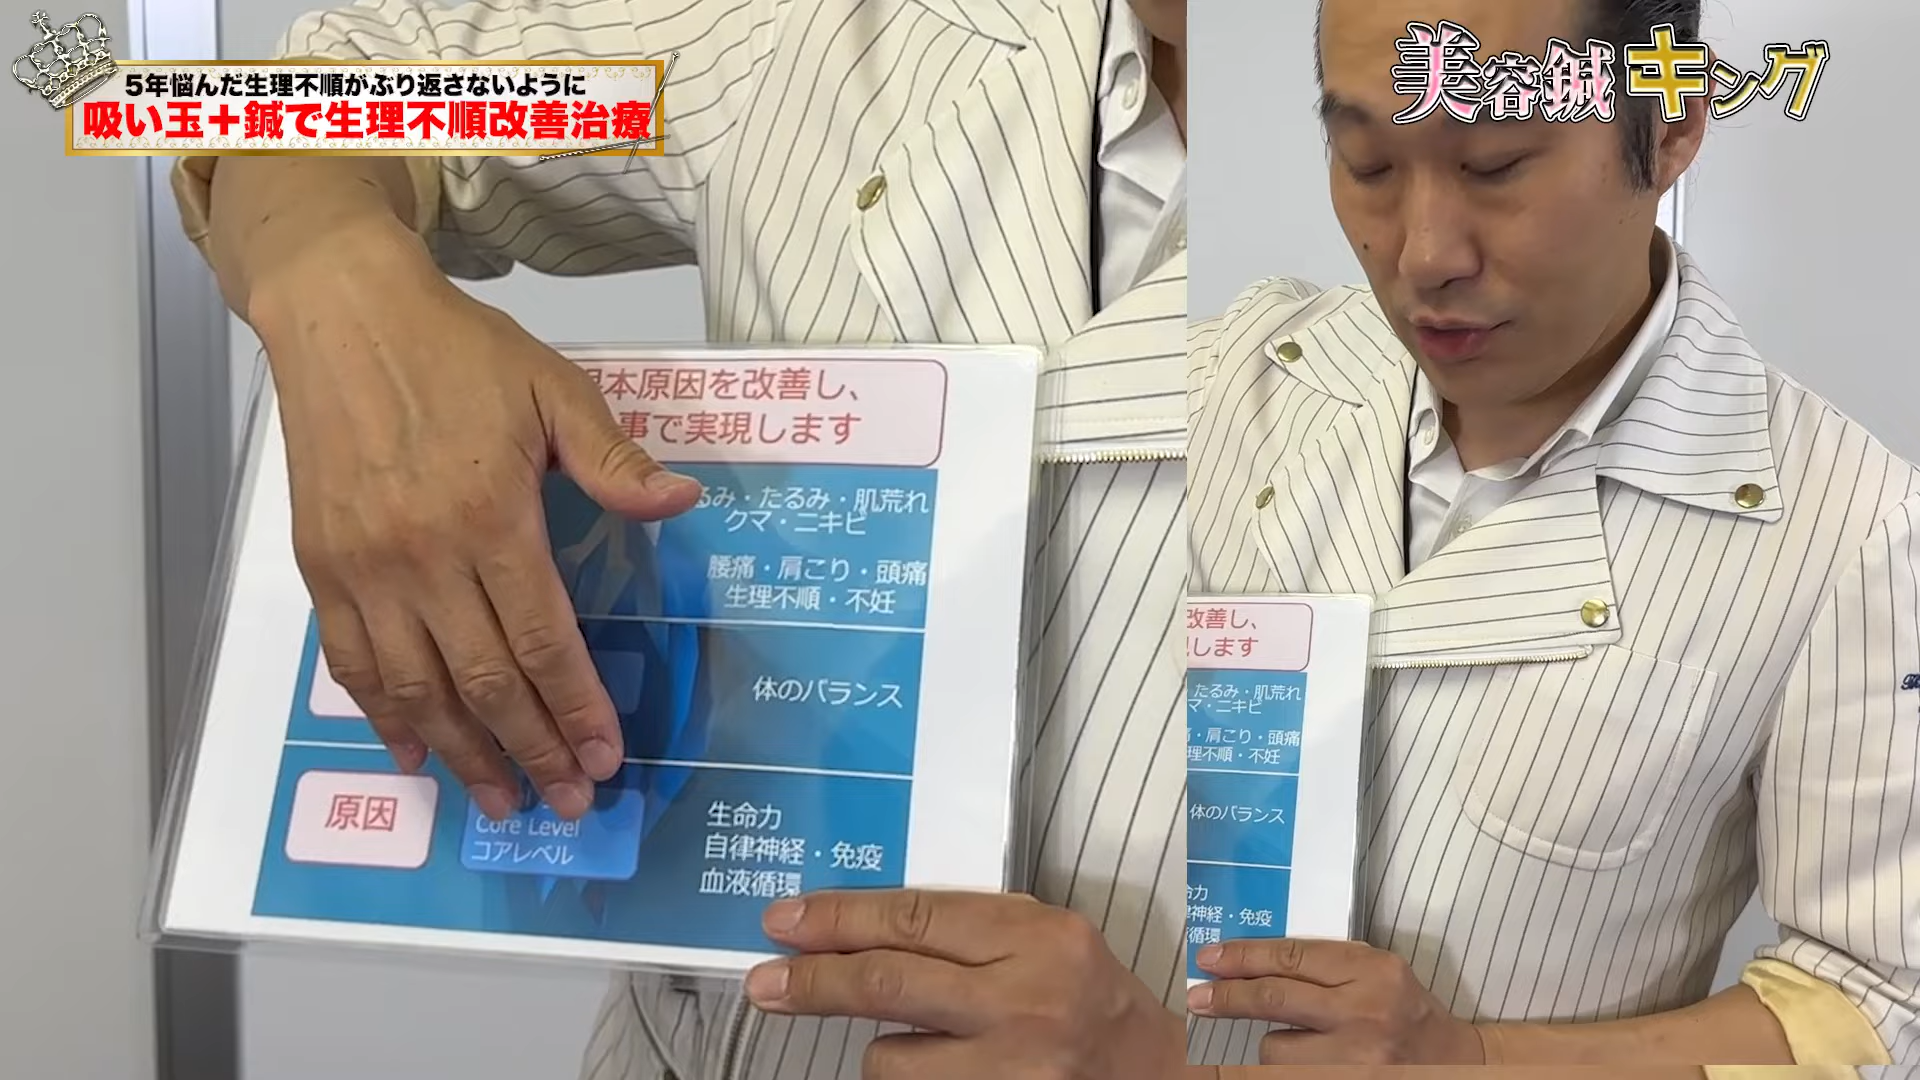 5年悩んだ生理不順がぶり返さないように
吸い玉＋鍼で生理不順改善治療
美容鍼キング
本原因を改善し、
事で実現します
るみ・たるみ・肌荒れ
クマ・ニキビ
腰痛・肩こり・頭痛
生理不順・不妊
体のバランス
原因
Core Level
コアレベル
生命力
自律神経・免疫
血液循環
改善し、
します
たるみ・肌荒れ
マ・ニキビ
・肩こり・頭痛
理不順・不妊
体のバランス
命力
神経・免疫
循環